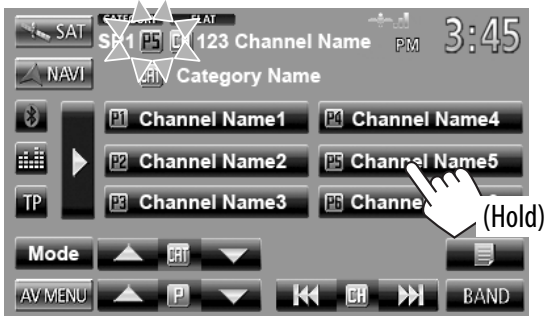 SAT CATEGORY FLAT
SR1 P5 CH 123 Channel Name PM 3:45
NAVI CAT Category Name
P1 Channel Name1 P4 Channel Name4
P2 Channel Name2 P5 Channel Name5
TP P3 Channel Name3 P6 Channel
(Hold)
Mode CAT
AV MENU P CH BAND